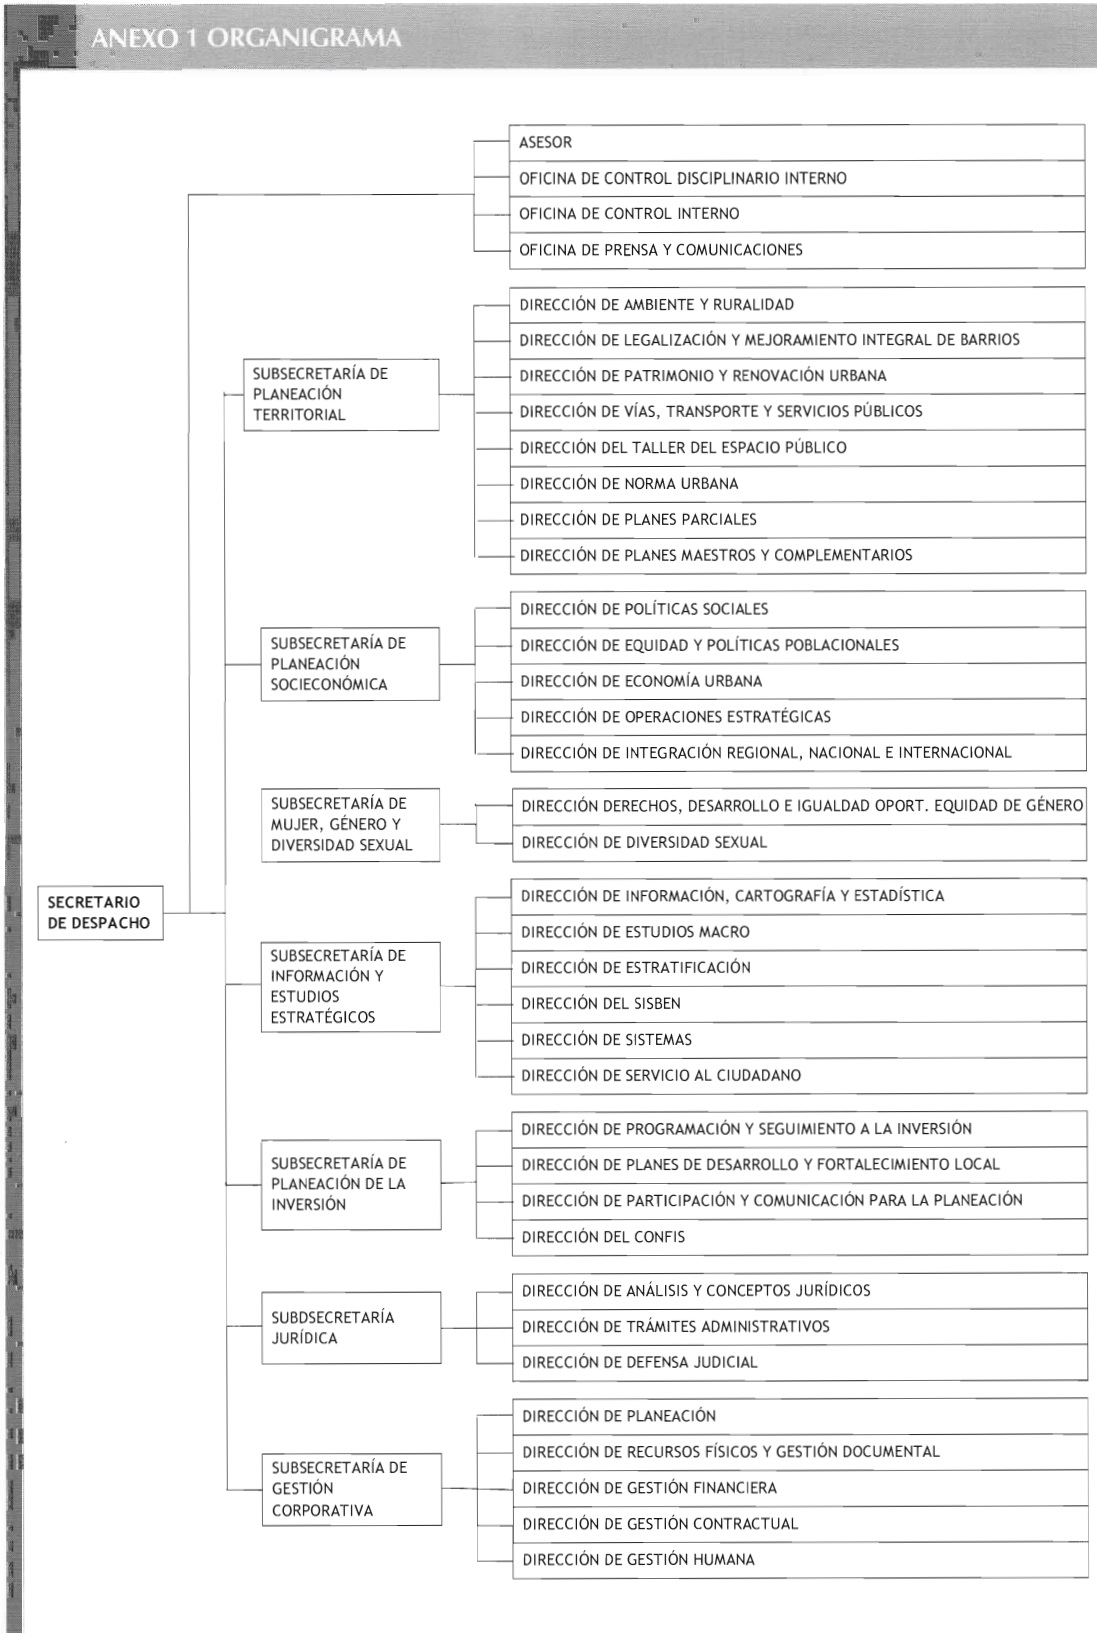 ANEXO 1 ORGANIGRAMA
ASESOR
OFICINA DE CONTROL DISCIPLINARIO INTERNO
OFICINA DE CONTROL INTERNO
OFICINA DE PRENSA Y COMUNICACIONES
SUBSECRETARÍA DE
PLANEACIÓN
TERRITORIAL
DIRECCIÓN DE AMBIENTE Y RURALIDAD
DIRECCIÓN DE LEGALIZACIÓN Y MEJORAMIENTO INTEGRAL DE BARRIOS
DIRECCIÓN DE PATRIMONIO Y RENOVACIÓN URBANA
DIRECCIÓN DE VÍAS, TRANSPORTE Y SERVICIOS PÚBLICOS
DIRECCIÓN DEL TALLER DEL ESPACIO PÚBLICO
DIRECCIÓN DE NORMA URBANA
DIRECCIÓN DE PLANES PARCIALES
DIRECCIÓN DE PLANES MAESTROS Y COMPLEMENTARIOS
SUBSECRETARÍA DE
PLANEACIÓN
SOCIECONÓMICA
DIRECCIÓN DE POLÍTICAS SOCIALES
DIRECCIÓN DE EQUIDAD Y POLÍTICAS POBLACIONALES
DIRECCIÓN DE ECONOMÍA URBANA
DIRECCIÓN DE OPERACIONES ESTRATÉGICAS
DIRECCIÓN DE INTEGRACIÓN REGIONAL, NACIONAL E INTERNACIONAL
SUBSECRETARÍA DE
MUJER, GÉNERO Y
DIVERSIDAD SEXUAL
DIRECCIÓN DERECHOS, DESARROLLO E IGUALDAD OPORT. EQUIDAD DE GÉNERO
DIRECCIÓN DE DIVERSIDAD SEXUAL
SECRETARIO
DE DESPACHO
SUBSECRETARÍA DE
INFORMACIÓN Y
ESTUDIOS
ESTRATÉGICOS
DIRECCIÓN DE INFORMACIÓN, CARTOGRAFÍA Y ESTADÍSTICA
DIRECCIÓN DE ESTUDIOS MACRO
DIRECCIÓN DE ESTRATIFICACIÓN
DIRECCIÓN DEL SISBEN
DIRECCIÓN DE SISTEMAS
DIRECCIÓN DE SERVICIO AL CIUDADANO
SUBSECRETARÍA DE
PLANEACIÓN DE LA
INVERSIÓN
DIRECCIÓN DE PROGRAMACIÓN Y SEGUIMIENTO A LA INVERSIÓN
DIRECCIÓN DE PLANES DE DESARROLLO Y FORTALECIMIENTO LOCAL
DIRECCIÓN DE PARTICIPACIÓN Y COMUNICACIÓN PARA LA PLANEACIÓN
DIRECCIÓN DEL CONFIS
SUBDSECRETARÍA
JURÍDICA
DIRECCIÓN DE ANÁLISIS Y CONCEPTOS JURÍDICOS
DIRECCIÓN DE TRÁMITES ADMINISTRATIVOS
DIRECCIÓN DE DEFENSA JUDICIAL
SUBSECRETARÍA DE
GESTIÓN
CORPORATIVA
DIRECCIÓN DE PLANEACIÓN
DIRECCIÓN DE RECURSOS FÍSICOS Y GESTIÓN DOCUMENTAL
DIRECCIÓN DE GESTIÓN FINANCIERA
DIRECCIÓN DE GESTIÓN CONTRACTUAL
DIRECCIÓN DE GESTIÓN HUMANA